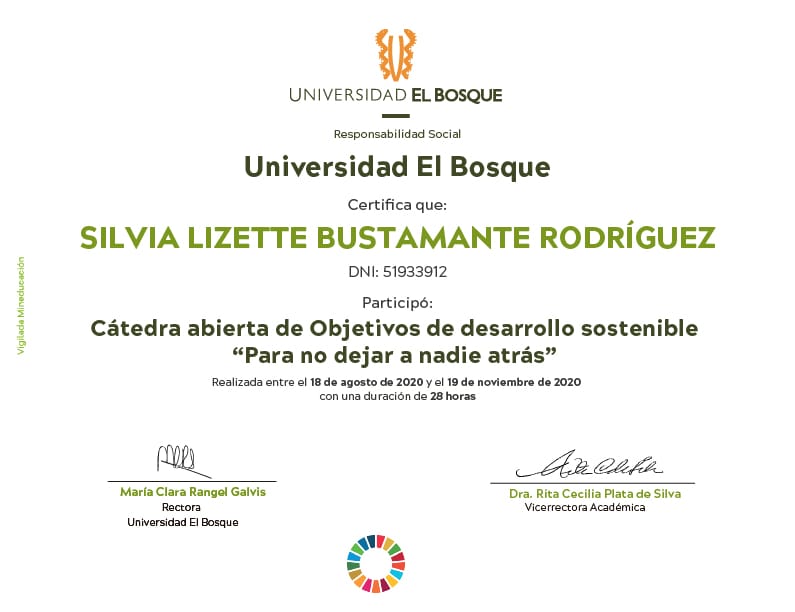 UNIVERSIDAD EL BOSQUE
Responsabilidad Social
Universidad El Bosque
Certifica que:
SILVIA LIZETTE BUSTAMANTE RODRÍGUEZ
DNI: 51933912
Participó:
Cátedra abierta de Objetivos de desarrollo sostenible
“Para no dejar a nadie atrás”
Realizada entre el 18 de agosto de 2020 y el 19 de noviembre de 2020
con una duración de 28 horas
Vigilada Mineducación
María Clara Rangel Galvis
Rectora
Universidad El Bosque
Dra. Rita Cecilia Plata de Silva
Vicerrectora Académica